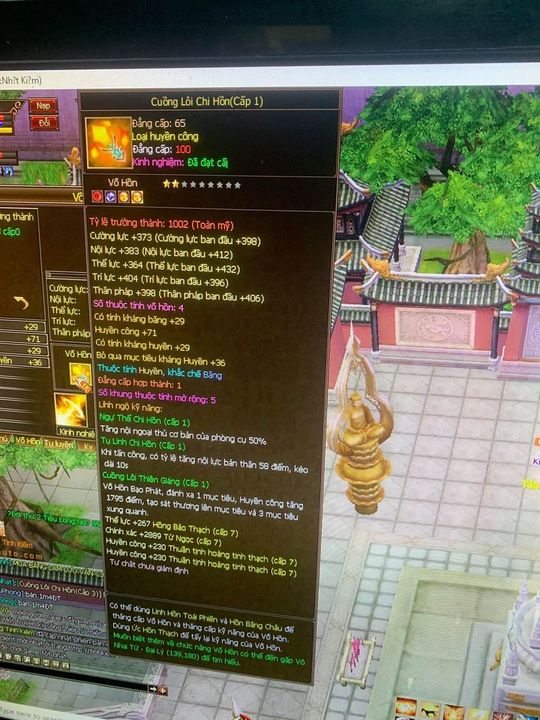 :Nh?t Ki?m)
Nạp
Đổi
Cuồng Lôi Chi Hồn(Cấp 1)
Đẳng cấp: 65
Loại huyền công
Đẳng cấp: 100
Kinh nghiệm: Đã đạt cấ
Võ Hồn
Tỷ lệ trưởng thành: 1002 (Toàn mỹ)
Cường lực +373 (Cường lực ban đầu +398)
Nội lực +383 (Nội lực ban đầu +412)
Thể lực +364 (Thể lực ban đầu +432)
Trí lực +404 (Trí lực ban đầu +396)
Thân pháp +398 (Thân pháp ban đầu +406)
Số thuộc tính võ hồn: 4
Có tính kháng băng +29
Huyền công +71
Có tính kháng huyền +29
Bỏ qua mục tiêu kháng Huyền +36
Thuộc tính Huyền, khắc chế Băng
Đẳng cấp hợp thành: 1
Số khung thuộc tính mở rộng: 5
Lĩnh ngộ kỹ năng:
Ngự Thể Chi Hồn (cấp 1)
Tăng nội ngoại thủ cơ bản của phòng cụ 50%
Tụ Linh Chi Hồn (Cấp 1)
Khi tấn công, có tỷ lệ tăng nội lực bản thân 58 điểm, kéo
dài 10s
Cuồng Lôi Thiên Giáng (Cấp 1)
Võ Hồn Bạo Phát, đánh xa 1 mục tiêu, Huyền công tăng
1795 điểm, tạo sát thương lên mục tiêu và 3 mục tiêu
xung quanh.
Thể lực +267 Hồng Bảo Thạch (cấp 7)
Chính xác +2889 Tử Ngọc (cấp 7)
Huyền công +230 Thuần tịnh hoàng tinh thạch (cấp 7)
Huyền công +230 Thuần tịnh hoàng tinh thạch (cấp 7)
Tư chất chưa giám định
Có thể dùng Linh Hồn Toái Phiến và Hồn Băng Châu để
thăng cấp Võ Hồn và thăng cấp kỹ năng của Võ Hồn.
Dùng Ức Hồn Thạch để tẩy lại kỹ năng của Võ Hồn.
Muốn biết thêm về chức năng Võ Hồn có thể đến gặp Võ
Nhai Tử - Đại Lý (139,180) để tìm hiểu.
ng thành
cấp0
+29
+71
+29
+36
Cường lực:
Nội lực:
Thể lực:
Trí lực:
Thân pháp
Võ Hồn
Kinh nghiệ
Võ Hồn
Tu luyện
auto.com